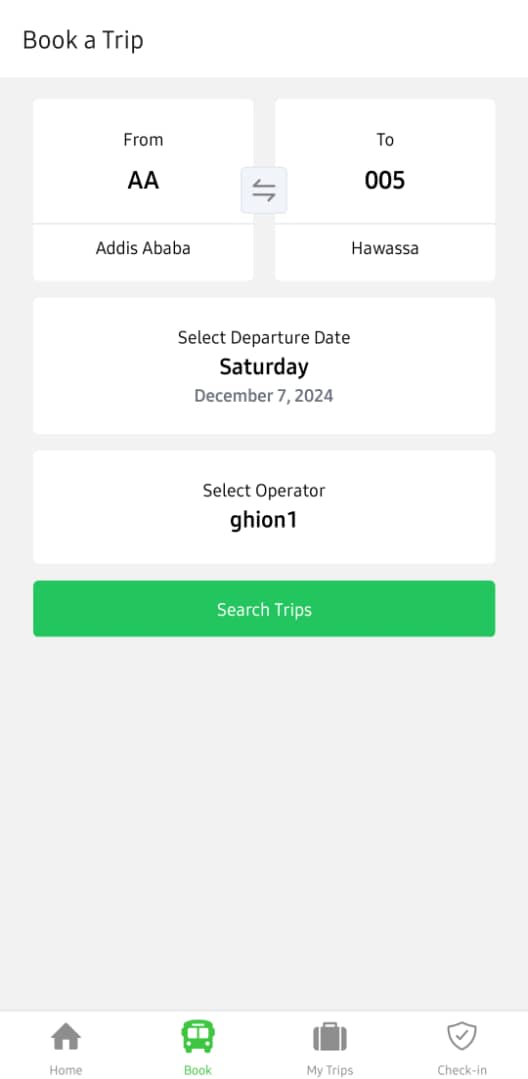 Book a Trip
From
AA
Addis Ababa
To
005
Hawassa
Select Departure Date
Saturday
December 7, 2024
Select Operator
ghion1
Search Trips
Home
Book
My Trips
Check-in